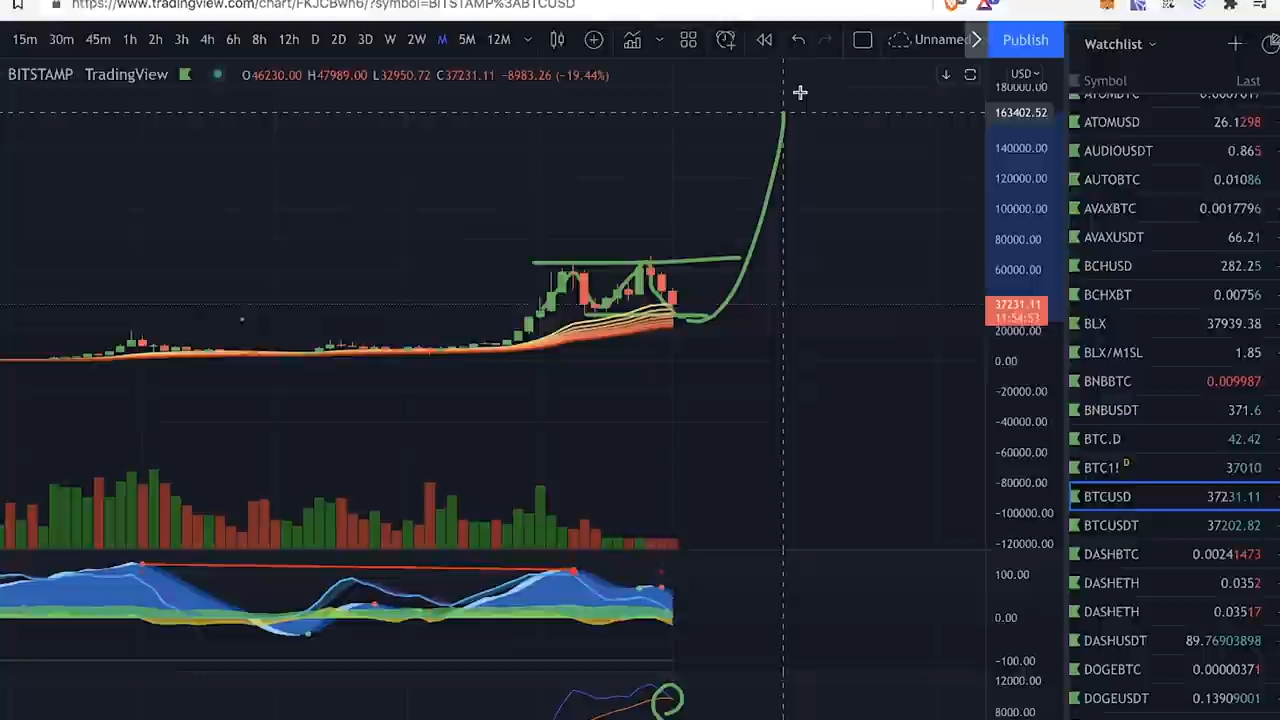 https://www.tradingview.com/chart/FKJCBwh6/?symbol=BITSTAMP%3ABTCUSD
15m 30m 45m 1h 2h 3h 4h 6h 8h 12h D 2D 3D W 2W M 5M 12M Unnamed Publish Watchlist
BITSTAMP TradingView O46230.00 H47989.00 L32950.72 C37231.11 −8983.26 (−19.44%) USD
Symbol Last
180000.00
163402.52
140000.00
120000.00
100000.00
80000.00
60000.00
37231.11
11:54:53
20000.00
0.00
−20000.00
−40000.00
−60000.00
−80000.00
−100000.00
−120000.00
100.00
0.00
−100.00
12000.00
8000.00
ATOMUSD 26.1298
AUDIOUSDT 0.865
AUTOBTC 0.01086
AVAXBTC 0.0017796
AVAXUSDT 66.21
BCHUSD 282.25
BCHXBT 0.00756
BLX 37939.38
BLX/M1SL 1.85
BNBBTC 0.009987
BNBUSDT 371.6
BTC.D 42.42
BTC1! D 37010
BTCUSD 37231.11
BTCUSDT 37202.82
DASHBTC 0.00241473
DASHETH 0.0352
DASHETH 0.03517
DASHUSDT 89.76903898
DOGEBTC 0.00000371
DOGEUSDT 0.13909001